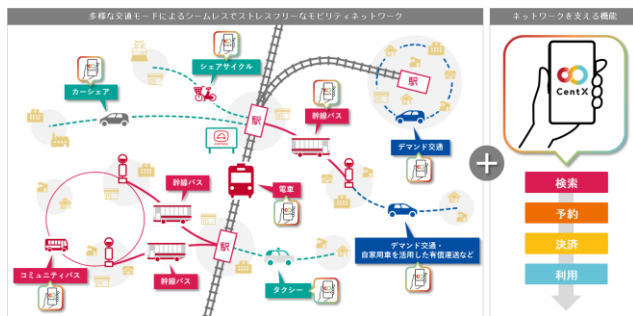 多様な交通モードによるシームレスでストレスフリーなモビリティネットワーク
シェアサイクル
カーシェア
駅
幹線バス
駅
デマンド交通
幹線バス
電車
幹線バス
駅
コミュニティバス
タクシー
デマンド交通・
自家用車を活用した有償運送など
ネットワークを支える機能
CentX
検索
予約
決済
利用